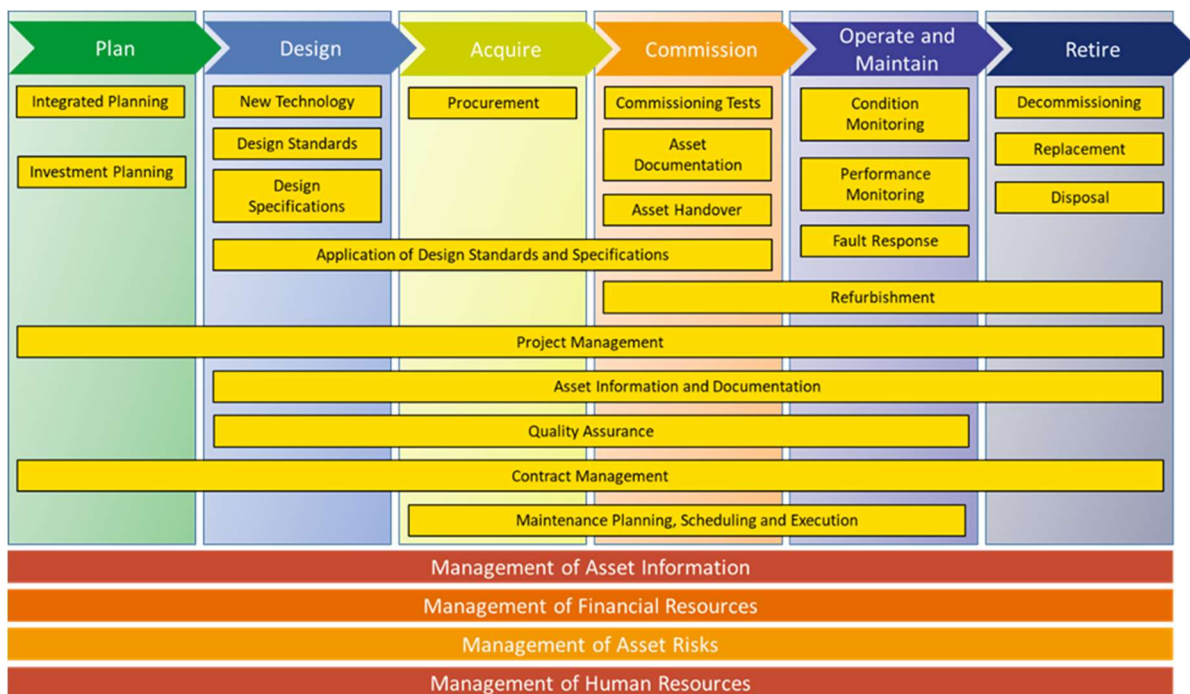 Plan
Design
Acquire
Commission
Operate and
Maintain
Retire
Integrated Planning
Investment Planning
New Technology
Design Standards
Design
Specifications
Procurement
Commissioning Tests
Asset
Documentation
Asset Handover
Condition
Monitoring
Performance
Monitoring
Fault Response
Decommissioning
Replacement
Disposal
Application of Design Standards and Specifications
Refurbishment
Project Management
Asset Information and Documentation
Quality Assurance
Contract Management
Maintenance Planning, Scheduling and Execution
Management of Asset Information
Management of Financial Resources
Management of Asset Risks
Management of Human Resources